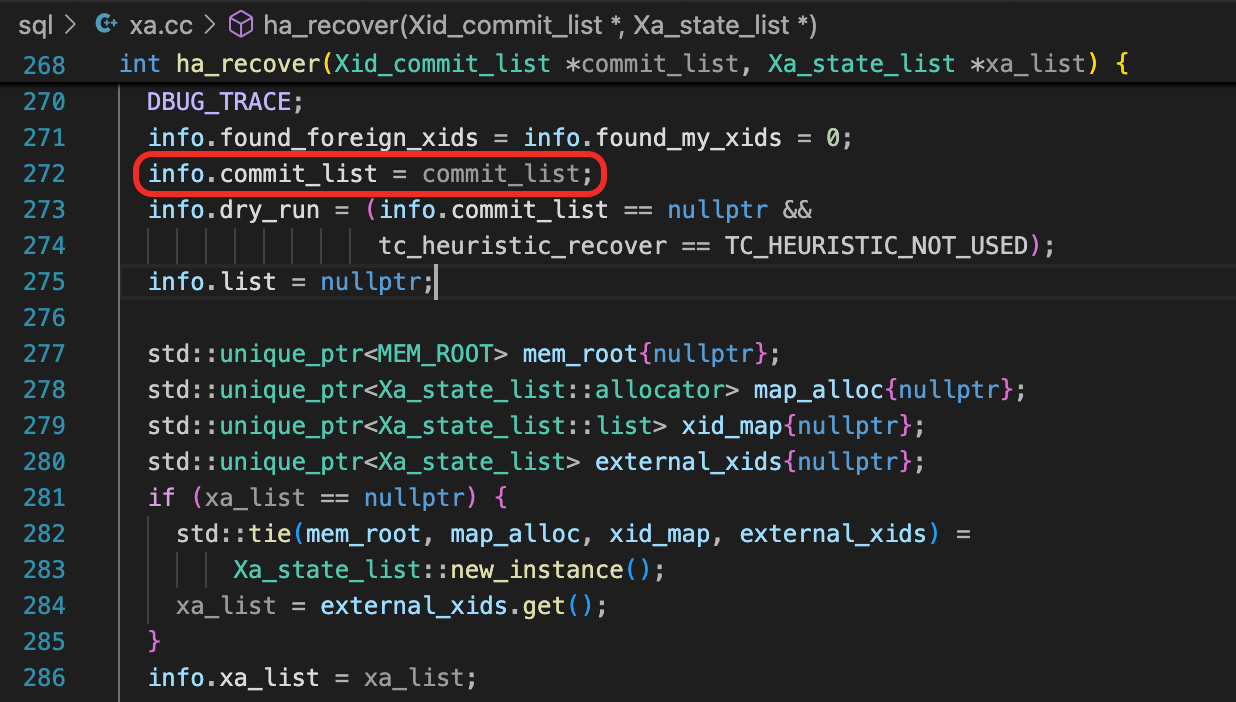 sql > xa.cc > ha_recover(Xid_commit_list *, Xa_state_list *)
268 int ha_recover(Xid_commit_list *commit_list, Xa_state_list *xa_list) {
270 DBUG_TRACE;
271 info.found_foreign_xids = info.found_my_xids = 0;
272 info.commit_list = commit_list;
273 info.dry_run = (info.commit_list == nullptr &&
274 tc_heuristic_recover == TC_HEURISTIC_NOT_USED);
275 info.list = nullptr;
276
277 std::unique_ptr<MEM_ROOT> mem_root{nullptr};
278 std::unique_ptr<Xa_state_list::allocator> map_alloc{nullptr};
279 std::unique_ptr<Xa_state_list::list> xid_map{nullptr};
280 std::unique_ptr<Xa_state_list> external_xids{nullptr};
281 if (xa_list == nullptr) {
282 std::tie(mem_root, map_alloc, xid_map, external_xids) =
283 Xa_state_list::new_instance();
284 xa_list = external_xids.get();
285 }
286 info.xa_list = xa_list;